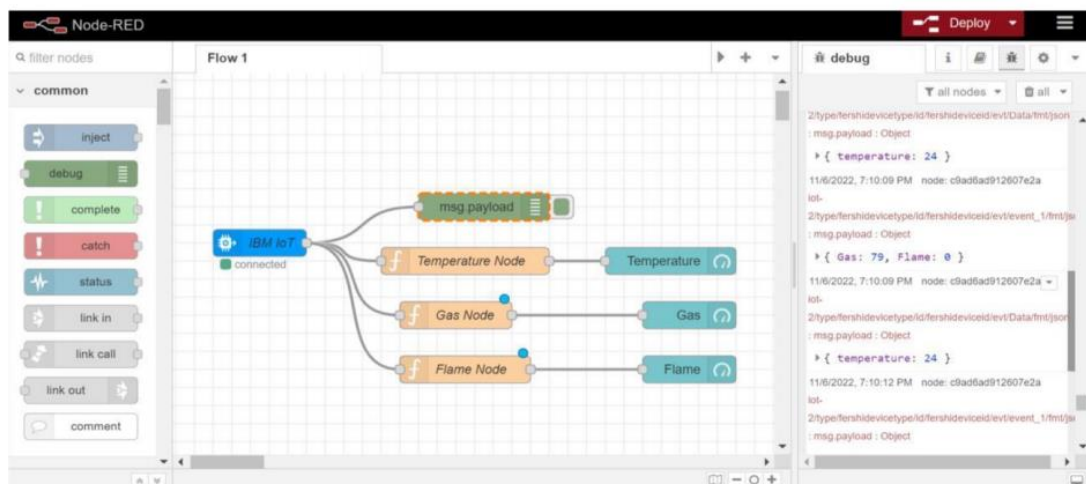 Node-RED
Deploy
filter nodes
Flow 1
debug
i
common
all nodes
all
inject
debug
complete
catch
status
link in
link call
link out
comment
IBM IoT
connected
msg.payload
Temperature Node
Temperature
Gas Node
Gas
Flame Node
Flame
2/type/fershidevicetype/id/fershideviceid/evt/Data/fmt/json
: msg.payload : Object
{ temperature: 24 }
11/6/2022, 7:10:09 PM node: c9ad6ad912607e2a
iot-
2/type/fershidevicetype/id/fershideviceid/evt/event_1/fmt/jso
: msg.payload : Object
{ Gas: 79, Flame: 0 }
11/6/2022, 7:10:09 PM node: c9ad6ad912607e2a
iot-
2/type/fershidevicetype/id/fershideviceid/evt/Data/fmt/json
: msg.payload : Object
{ temperature: 24 }
11/6/2022, 7:10:12 PM node: c9ad6ad912607e2a
iot-
2/type/fershidevicetype/id/fershideviceid/evt/event_1/fmt/jso
: msg.payload : Object